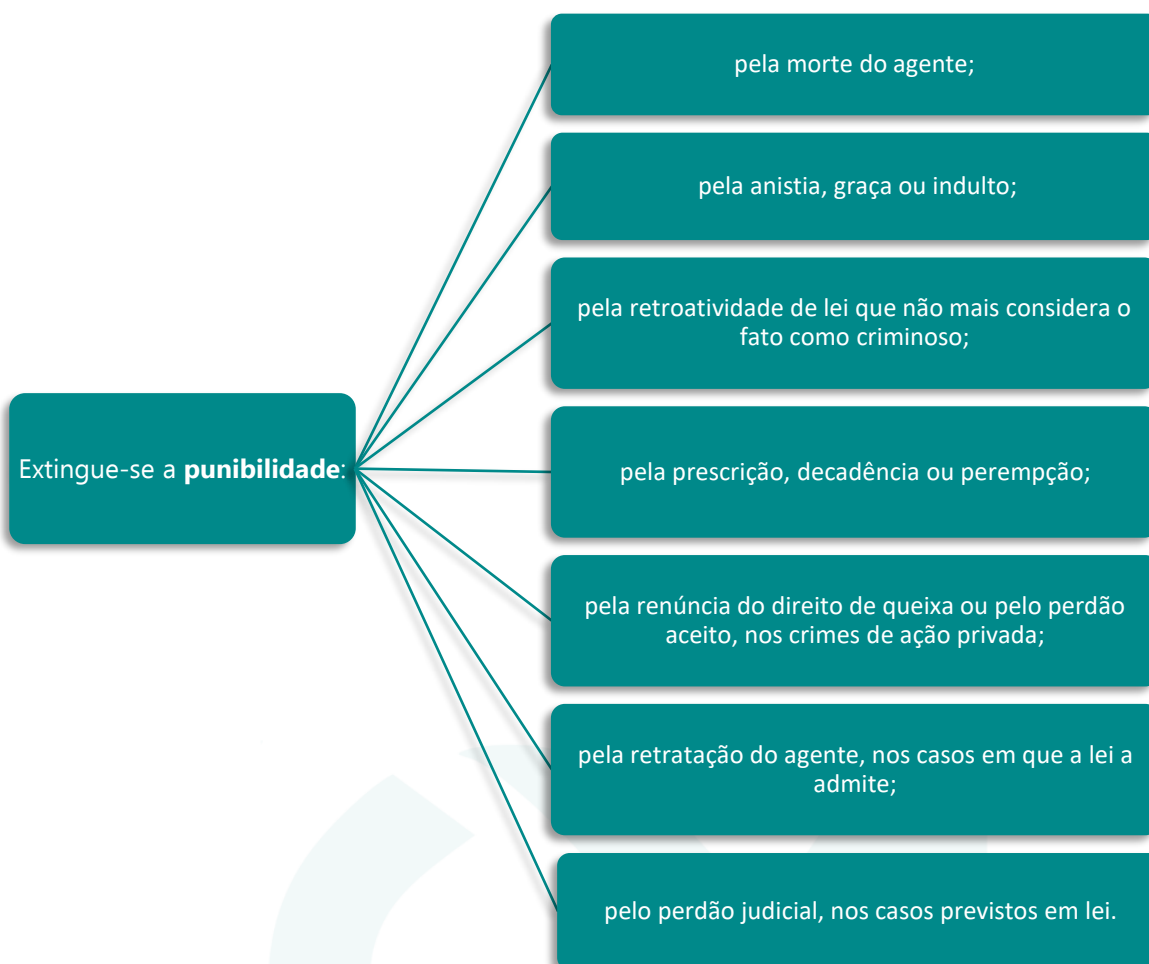 Extingue-se a punibilidade:
pela morte do agente;
pela anistia, graça ou indulto;
pela retroatividade de lei que não mais considera o
fato como criminoso;
pela prescrição, decadência ou perempção;
pela renúncia do direito de queixa ou pelo perdão
aceito, nos crimes de ação privada;
pela retratação do agente, nos casos em que a lei a
admite;
pelo perdão judicial, nos casos previstos em lei.